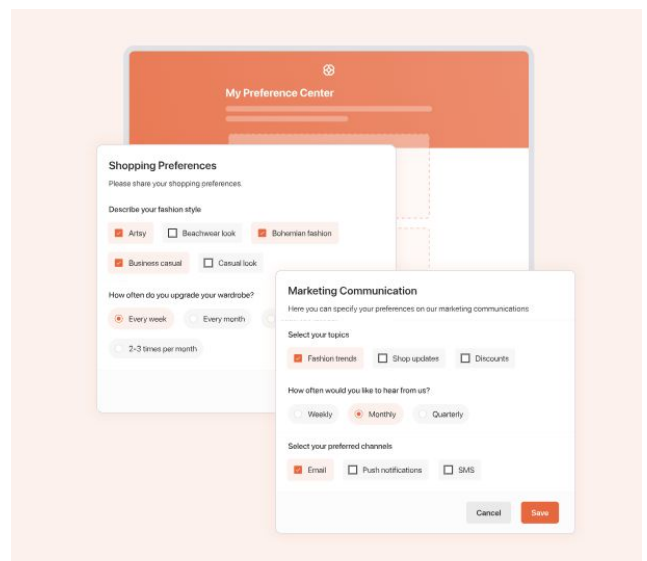 My Preference Center
Shopping Preferences
Please share your shopping preferences.
Describe your fashion style
Artsy Beachwear look Bohemian fashion
Business casual Casual look
How often do you upgrade your wardrobe?
Every week Every month
2-3 times per month
Marketing Communication
Here you can specify your preferences on our marketing communications
Select your topics
Fashion trends Shop updates Discounts
How often would you like to hear from us?
Weekly Monthly Quarterly
Select your preferred channels
Email Push notifications SMS
Cancel Save